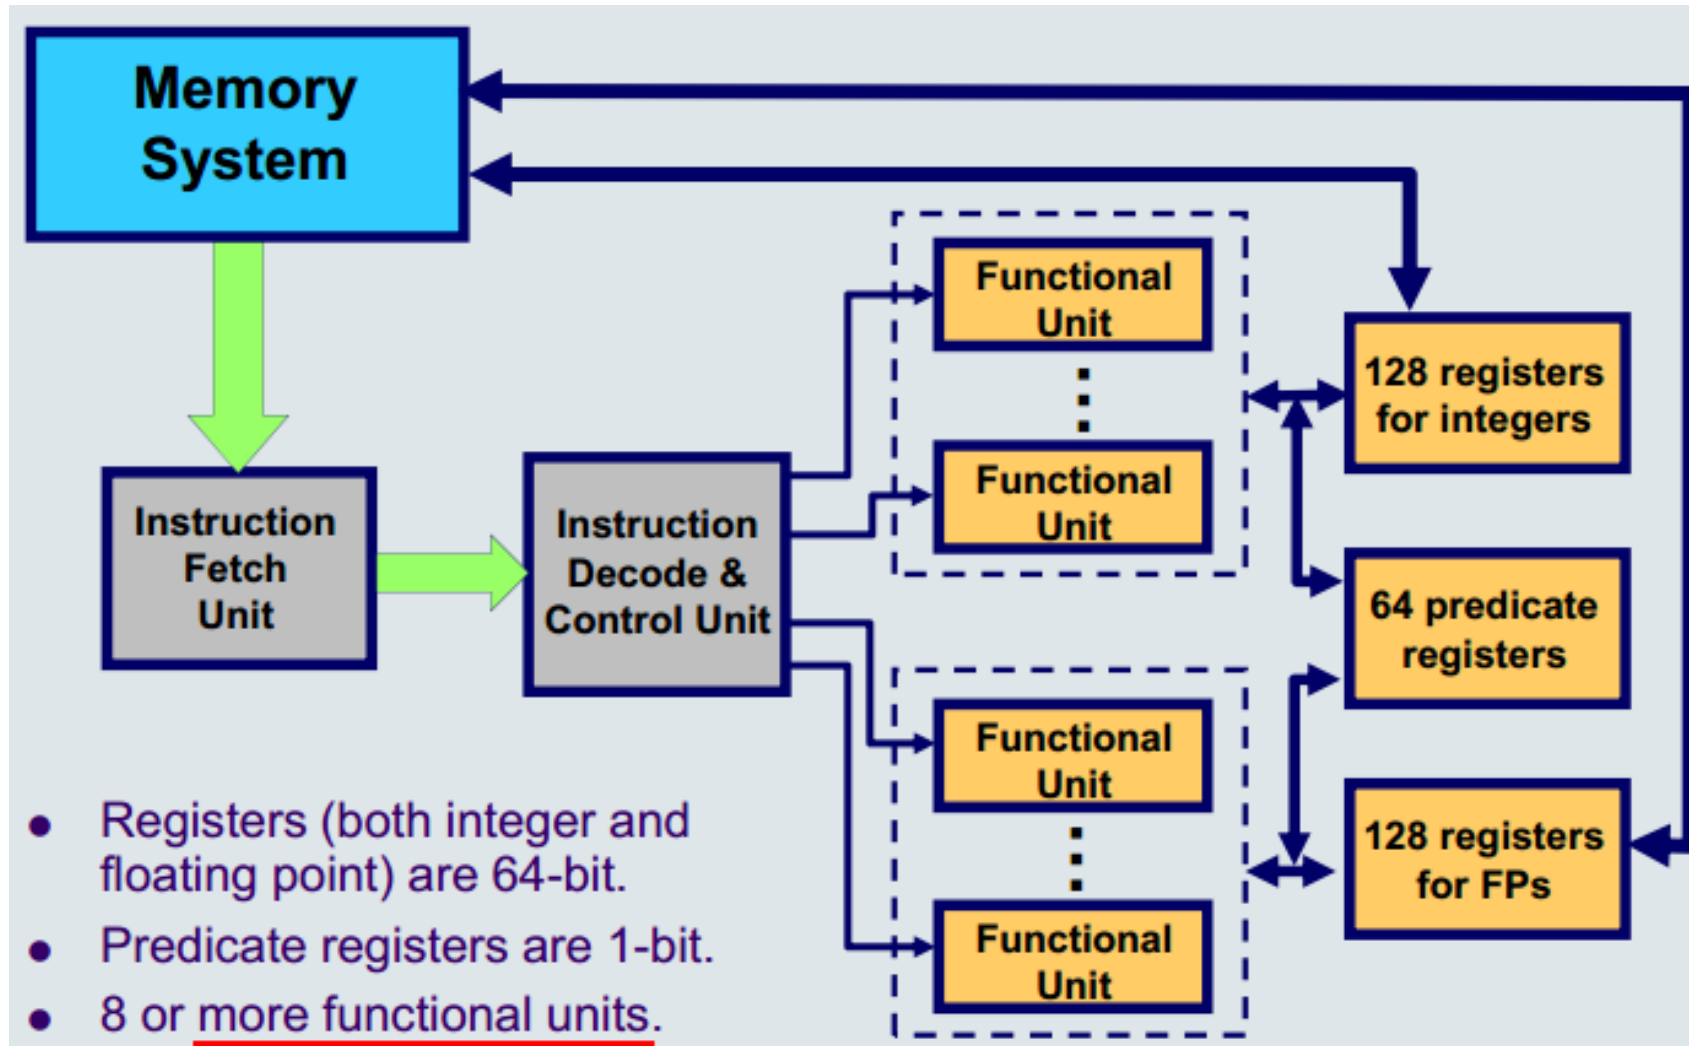 Memory
System
Functional
Unit
128 registers
for integers
Functional
Unit
Instruction
Fetch
Unit
Instruction
Decode &
Control Unit
64 predicate
registers
Functional
Unit
128 registers
for FPs
Functional
Unit
● Registers (both integer and
floating point) are 64-bit.
● Predicate registers are 1-bit.
● 8 or more functional units.